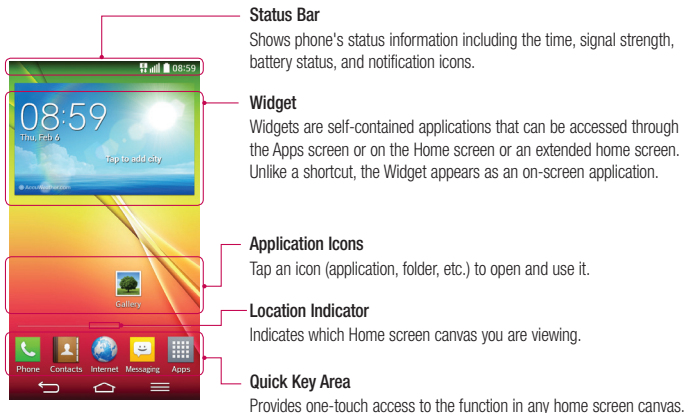 Status Bar
Shows phone's status information including the time, signal strength,
battery status, and notification icons.
08:59
Widget
08:59
Thu, Feb 6
Tap to add city
AccuWeather.com
Widgets are self-contained applications that can be accessed through
the Apps screen or on the Home screen or an extended home screen.
Unlike a shortcut, the Widget appears as an on-screen application.
Application Icons
Tap an icon (application, folder, etc.) to open and use it.
Gallery
Location Indicator
Indicates which Home screen canvas you are viewing.
Phone Contacts Internet Messaging Apps
Quick Key Area
Provides one-touch access to the function in any home screen canvas.